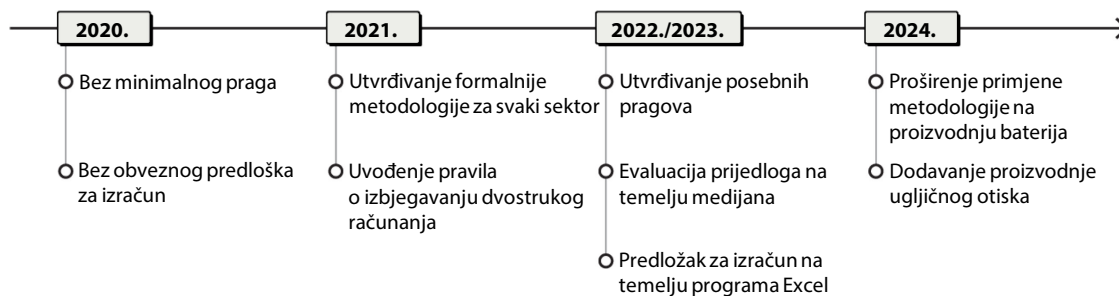 2020.
Bez minimalnog praga
Bez obveznog predloška
za izračun
2021.
Utvrđivanje formalnije
metodologije za svaki sektor
Uvođenje pravila
o izbjegavanju dvostrukog
računanja
2022./2023.
Utvrđivanje posebnih
pragova
Evaluacija prijedloga na
temelju medijana
Predložak za izračun na
temelju programa Excel
2024.
Proširenje primjene
metodologije na
proizvodnju baterija
Dodavanje proizvodnje
ugljičnog otiska